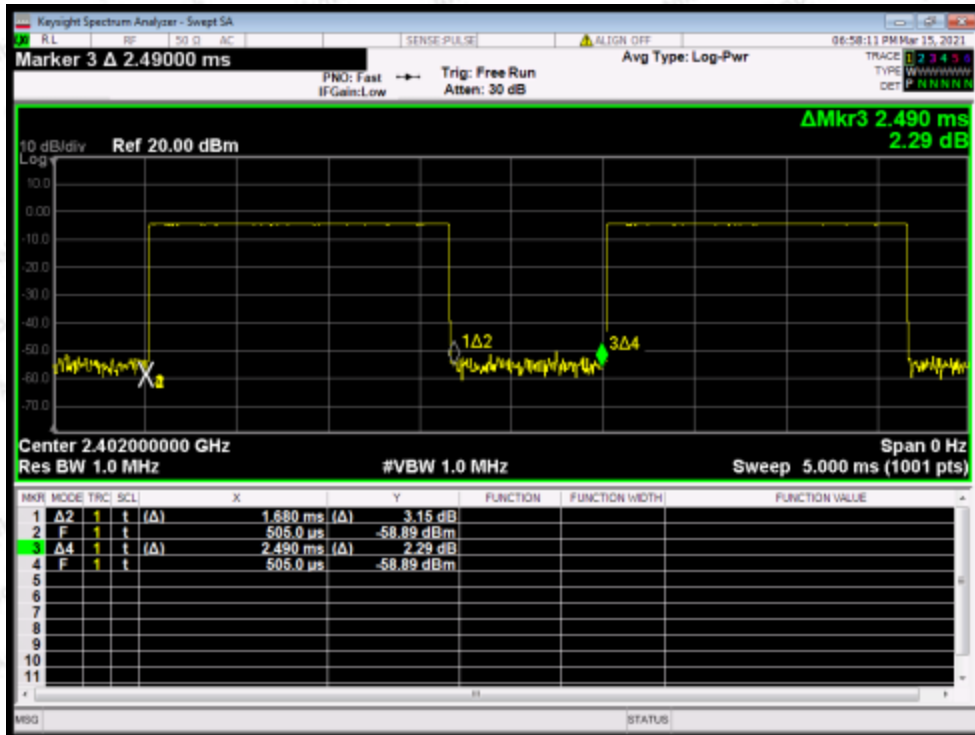 Keysight Spectrum Analyzer - Swept SA
RL RF 50 Ω AC SENSE:PULSE ALIGN OFF 06:58:11 PM Mar 15, 2021
Marker 3 Δ 2.49000 ms
PNO: Fast Trig: Free Run Avg Type: Log-Pwr TRACE 1 2 3 4 5 6
IFGain:Low Atten: 30 dB TYPE WWWWWW
DET P N N N N N
ΔMkr3 2.490 ms
2.29 dB
10 dB/div Ref 20.00 dBm
Log
10.0
0.00
-10.0
-20.0
-30.0
-40.0
-50.0
-60.0
-70.0
1Δ2
3Δ4
Center 2.402000000 GHz Span 0 Hz
Res BW 1.0 MHz #VBW 1.0 MHz Sweep 5.000 ms (1001 pts)
MKR MODE TRC SCL X Y FUNCTION FUNCTION WIDTH FUNCTION VALUE
1 Δ2 1 t (Δ) 1.680 ms (Δ) 3.15 dB
2 F 1 t 505.0 µs -58.89 dBm
3 Δ4 1 t (Δ) 2.490 ms (Δ) 2.29 dB
4 F 1 t 505.0 µs -58.89 dBm
5
6
7
8
9
10
11
MSG STATUS